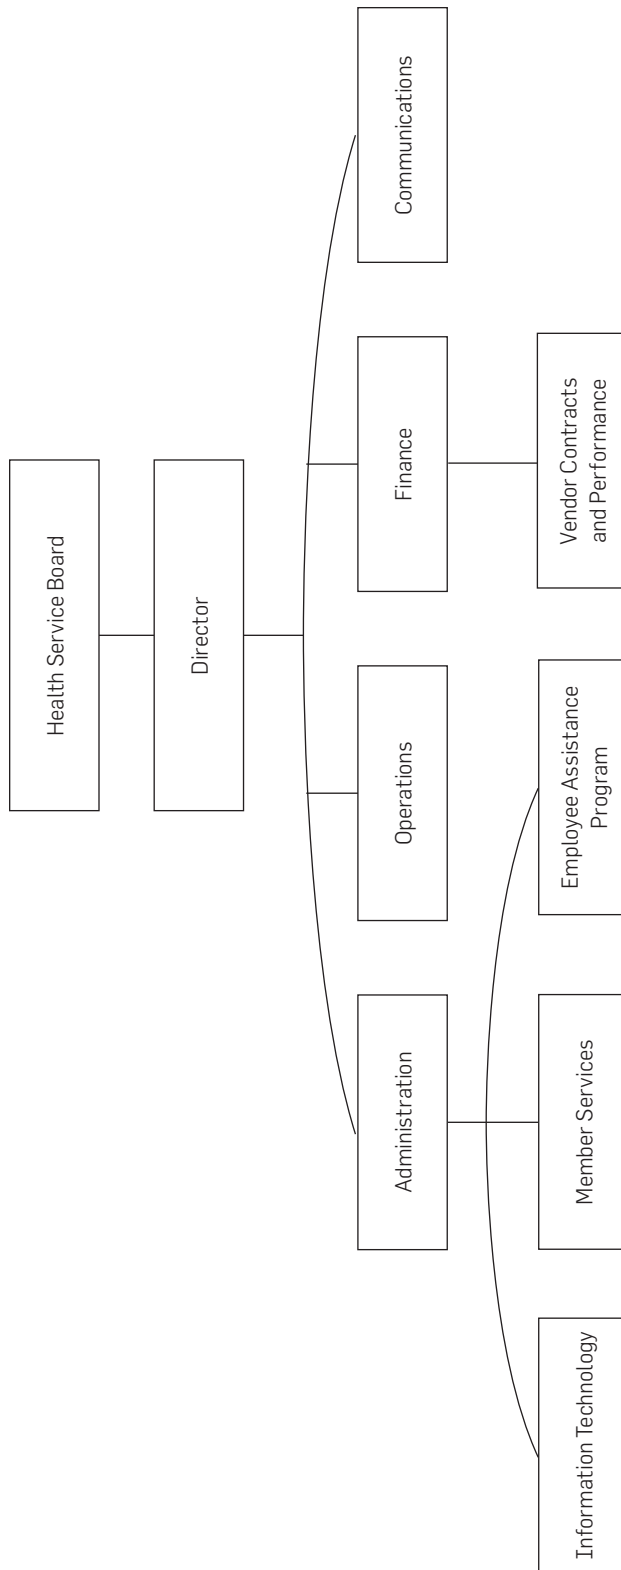 Health Service Board
Director
Administration
Operations
Finance
Communications
Information Technology
Member Services
Employee Assistance
Program
Vendor Contracts
and Performance